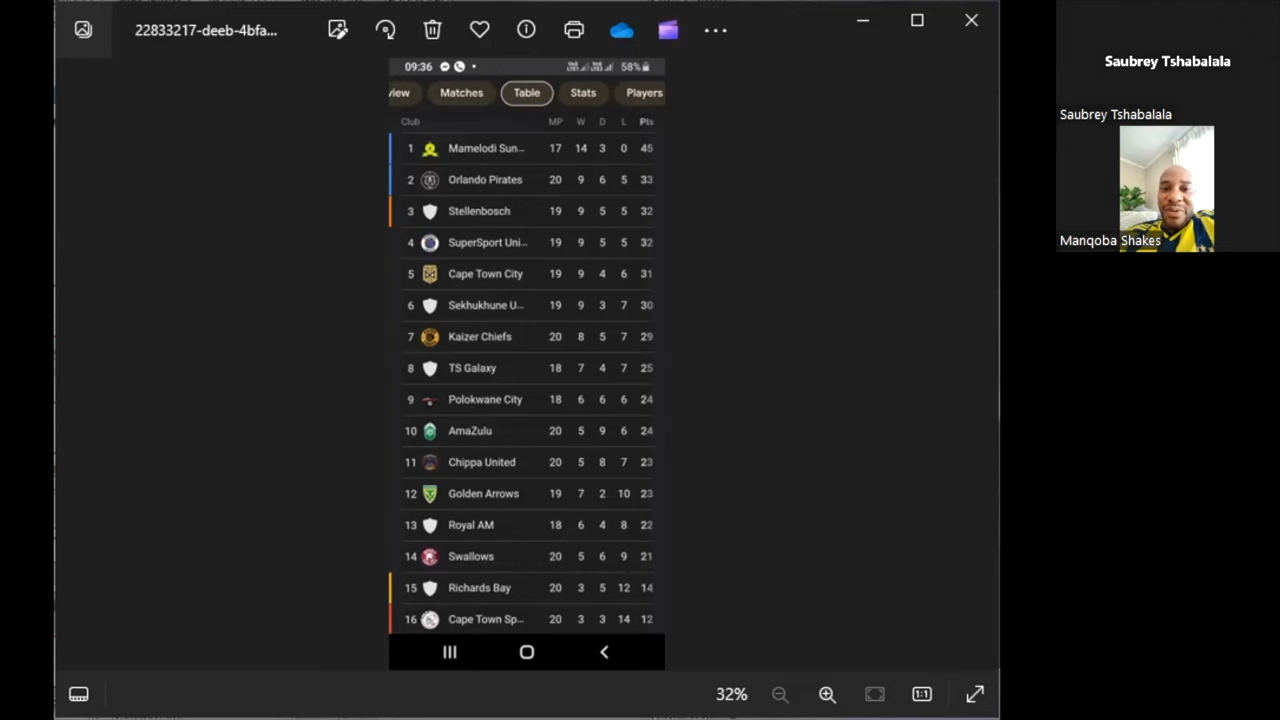 22833217-deeb-4bfa...
Saubrey Tshabalala
Saubrey Tshabalala
Manqoba Shakes
09:36 58%
view Matches Table Stats Players
Club MP W D L Pts
1 Mamelodi Sun... 17 14 3 0 45
2 Orlando Pirates 20 9 6 5 33
3 Stellenbosch 19 9 5 5 32
4 SuperSport Uni... 19 9 5 5 32
5 Cape Town City 19 9 4 6 31
6 Sekhukhune U... 19 9 3 7 30
7 Kaizer Chiefs 20 8 5 7 29
8 TS Galaxy 18 7 4 7 25
9 Polokwane City 18 6 6 6 24
10 AmaZulu 20 5 9 6 24
11 Chippa United 20 5 8 7 23
12 Golden Arrows 19 7 2 10 23
13 Royal AM 18 6 4 8 22
14 Swallows 20 5 6 9 21
15 Richards Bay 20 3 5 12 14
16 Cape Town Sp... 20 3 3 14 12
32% 1:1